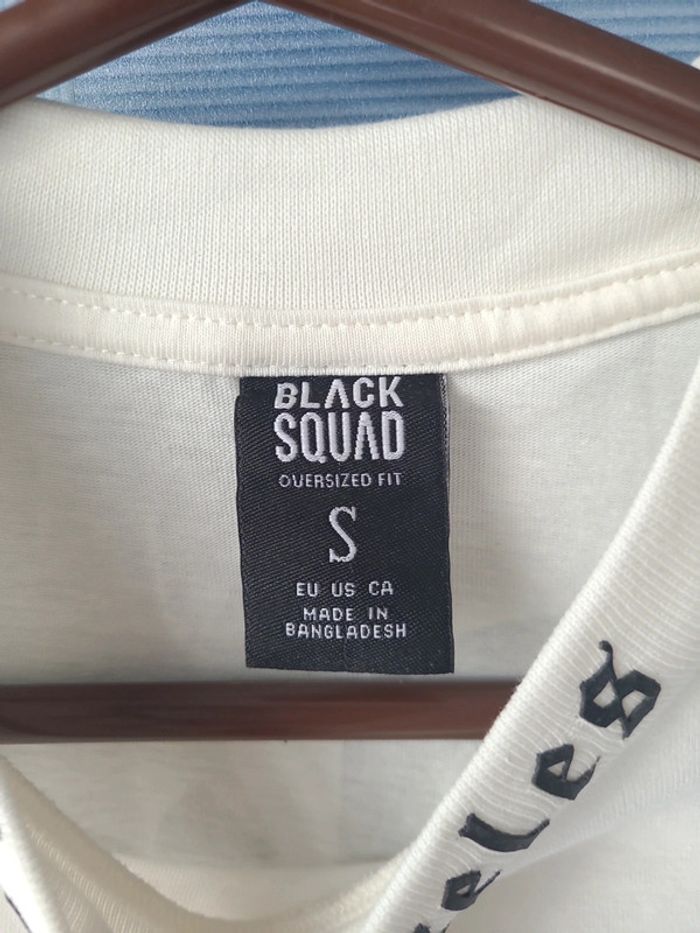 BLACK
SQUAD
OVERSIZED FIT
S
EU US CA
MADE IN
BANGLADESH